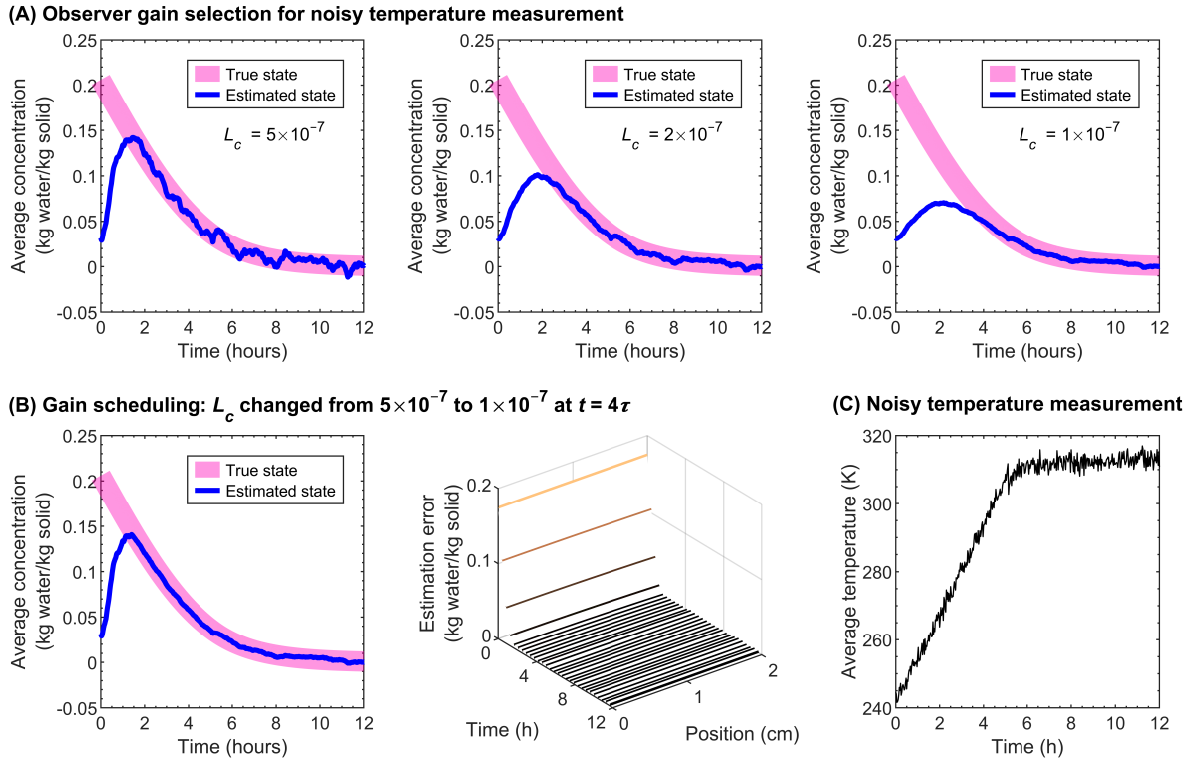 (A) Observer gain selection for noisy temperature measurement
Average concentration
(kg water/kg solid)
0.25
0.2
0.15
0.1
0.05
0
-0.05
True state
Estimated state
L_c = 5×10⁻⁷
0 2 4 6 8 10 12
Time (hours)
Average concentration
(kg water/kg solid)
0.25
0.2
0.15
0.1
0.05
0
-0.05
True state
Estimated state
L_c = 2×10⁻⁷
0 2 4 6 8 10 12
Time (hours)
Average concentration
(kg water/kg solid)
0.25
0.2
0.15
0.1
0.05
0
-0.05
True state
Estimated state
L_c = 1×10⁻⁷
0 2 4 6 8 10 12
Time (hours)
(B) Gain scheduling: L_c changed from 5×10⁻⁷ to 1×10⁻⁷ at t = 4τ
Average concentration
(kg water/kg solid)
0.25
0.2
0.15
0.1
0.05
0
-0.05
True state
Estimated state
0 2 4 6 8 10 12
Time (hours)
Estimation error
(kg water/kg solid)
0.2
0.1
0
0 4 8 12
Time (h)
0 1 2
Position (cm)
(C) Noisy temperature measurement
Average temperature (K)
320
300
280
260
240
0 2 4 6 8 10 12
Time (h)